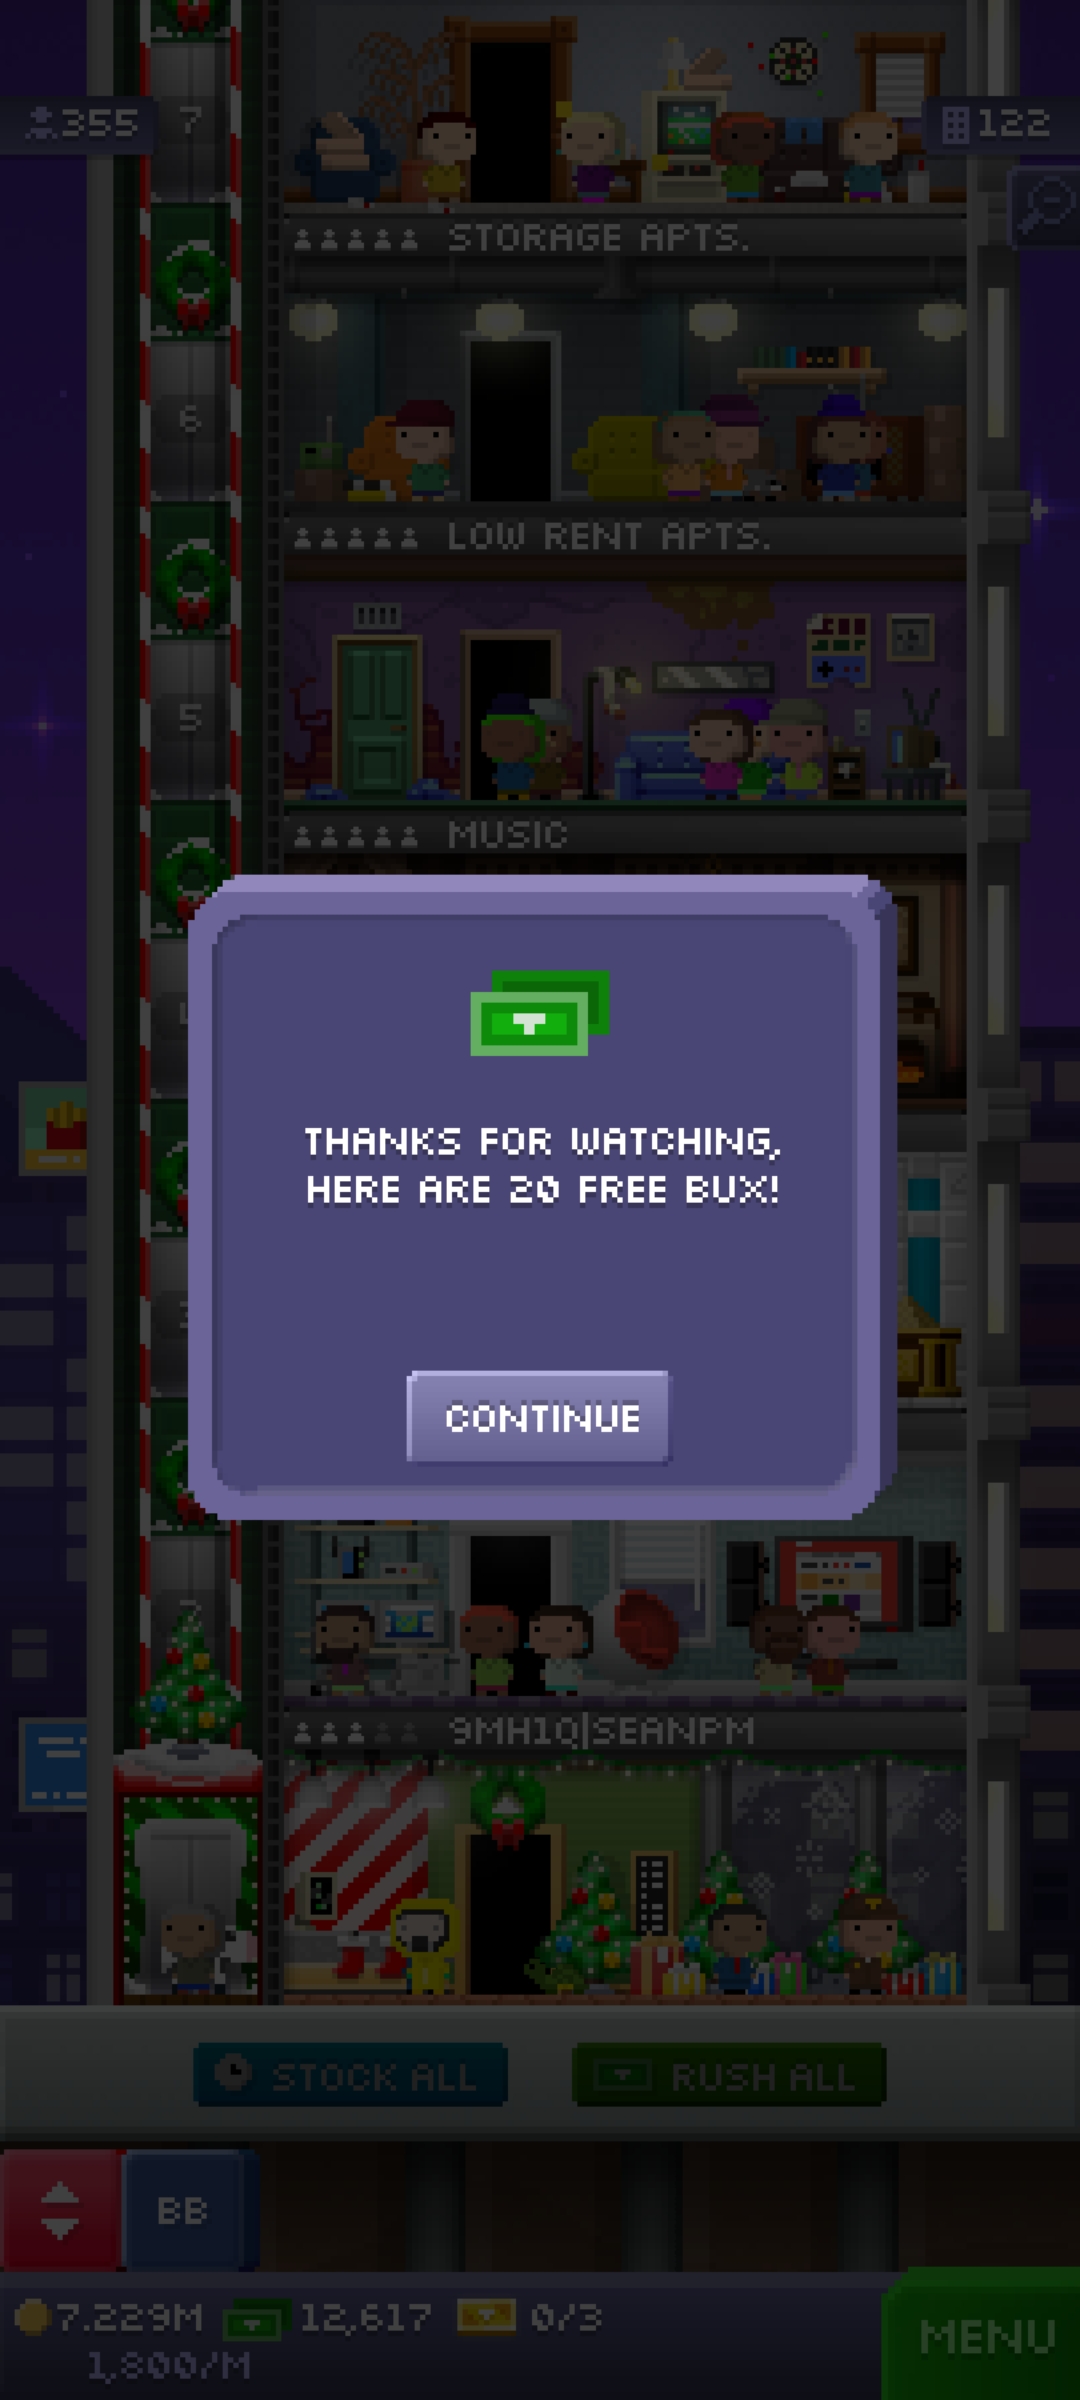 7
355
122
STORAGE APTS.
6
LOW RENT APTS.
5
MUSIC
THANKS FOR WATCHING,
HERE ARE 20 FREE BUX!
CONTINUE
9MH1Q|SEANPM
STOCK ALL
RUSH ALL
BB
7.229M
12,617
0/3
MENU
1,800/M